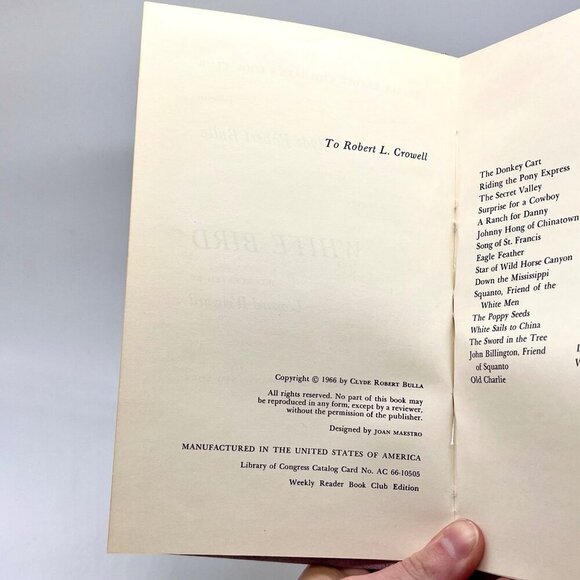 To Robert L. Crowell
Copyright © 1966 by CLYDE ROBERT BULLA
All rights reserved. No part of this book may
be reproduced in any form, except by a reviewer,
without the permission of the publisher.
Designed by JOAN MAESTRO
MANUFACTURED IN THE UNITED STATES OF AMERICA
Library of Congress Catalog Card No. AC 66-10505
Weekly Reader Book Club Edition
The Donkey Cart
Riding the Pony Express
The Secret Valley
Surprise for a Cowboy
A Ranch for Danny
Johnny Hong of Chinatown
Song of St. Francis
Eagle Feather
Star of Wild Horse Canyon
Down the Mississippi
Squanto, Friend of the
White Men
The Poppy Seeds
White Sails to China
The Sword in the Tree
John Billington, Friend
of Squanto
Old Charlie